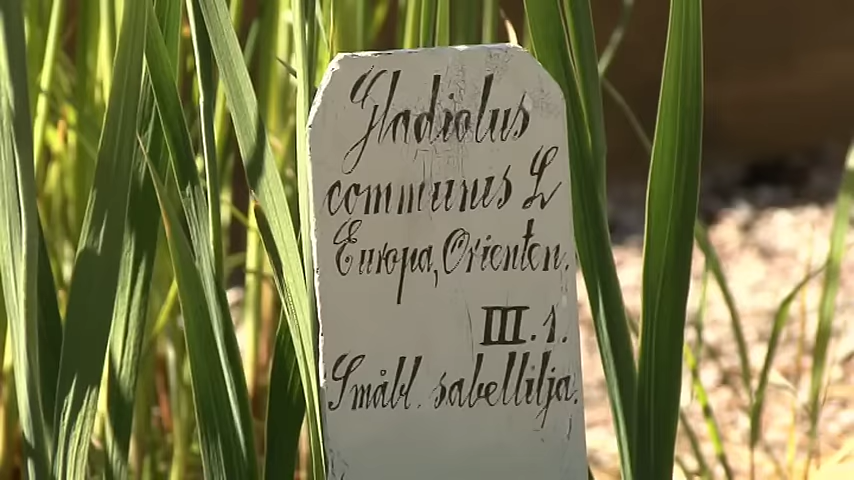 Gladiolus
communis L
Europa, Orienten.
III. 1.
Småbl. sabellilja.